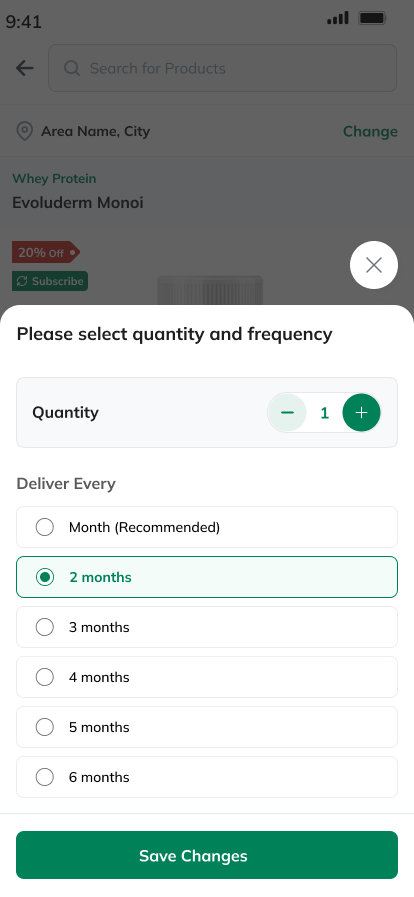 9:41
Search for Products
Area Name, City
Change
Whey Protein
Evoluderm Monoi
20% Off
Subscribe
Please select quantity and frequency
Quantity
1
Deliver Every
Month (Recommended)
2 months
3 months
4 months
5 months
6 months
Save Changes